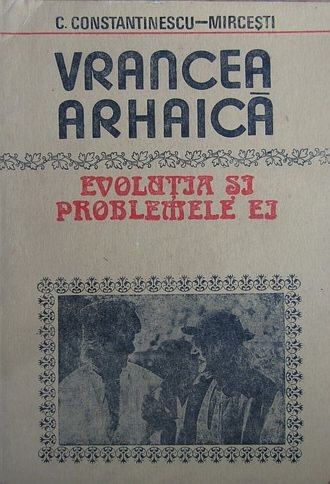 C. CONSTANTINESCU—MIRCEȘTI
VRANCEA
ARHAICĂ
EVOLUȚIA ȘI
PROBLEMELE EI